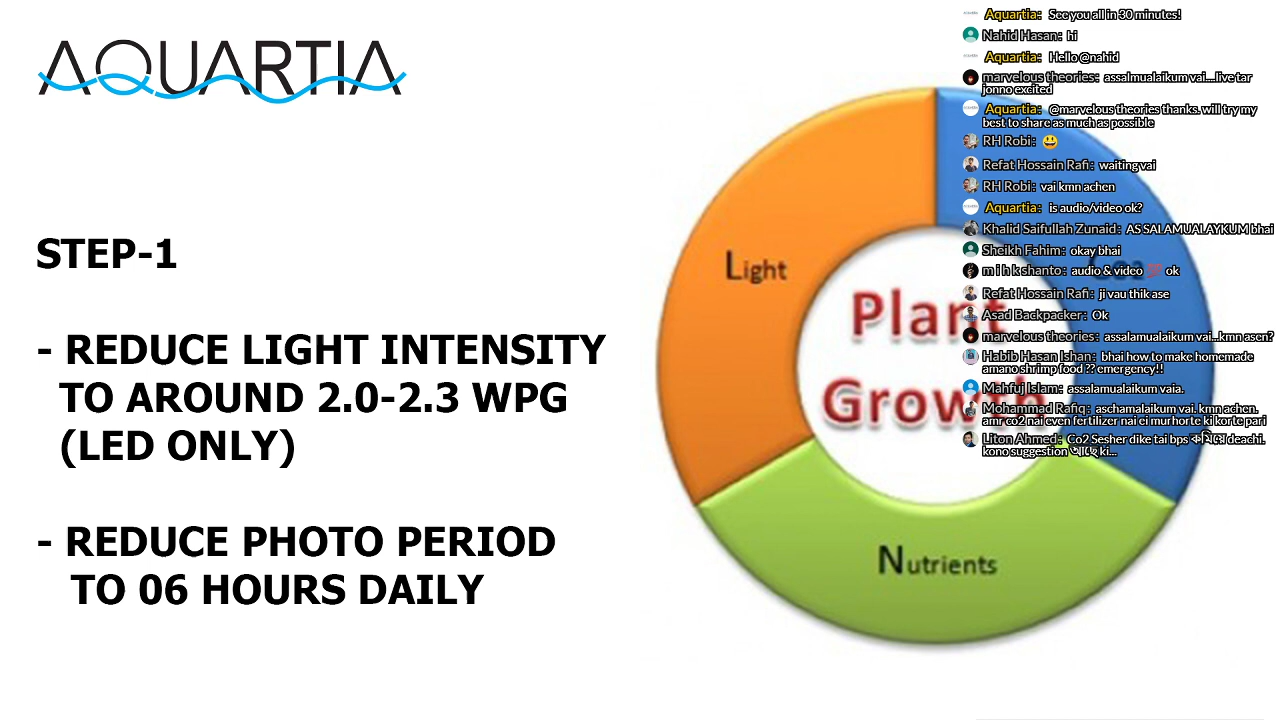 AQUARTIA
STEP-1
- REDUCE LIGHT INTENSITY
TO AROUND 2.0-2.3 WPG
(LED ONLY)
- REDUCE PHOTO PERIOD
TO 06 HOURS DAILY
Light
Plant
Growth
Nutrients
Aquartia: See you all in 30 minutes!
Nahid Hasan: hi
Aquartia: Hello @nahid
marvelous theories: assalmualaikum vai....live tar
jonno excited
Aquartia: @marvelous theories thanks. will try my
best to share as much as possible
RH Robi: 😃
Refat Hossain Rafi: waiting vai
RH Robi: vai kmn achen
Aquartia: is audio/video ok?
Khalid Saifullah Zunaid: AS SALAMUALAYKUM bhai
Sheikh Fahim: okay bhai
m i h k shanto: audio & video 💯 ok
Refat Hossain Rafi: ji vau thik ase
Asad Backpacker: Ok
marvelous theories: assalamualaikum vai...kmn asen?
Habib Hasan Ishan: bhai how to make homemade
amano shrimp food ?? emergency!!
Mahfuj Islam: assalamualaikum vaia.
Mohammad Rafiq: aschamalaikum vai. kmn achen.
amr co2 nai even fertilizer nai ei murhorte ki korte pari
Liton Ahmed: Co2 Sesher dike tai bps deachi.
kono suggestion ki...